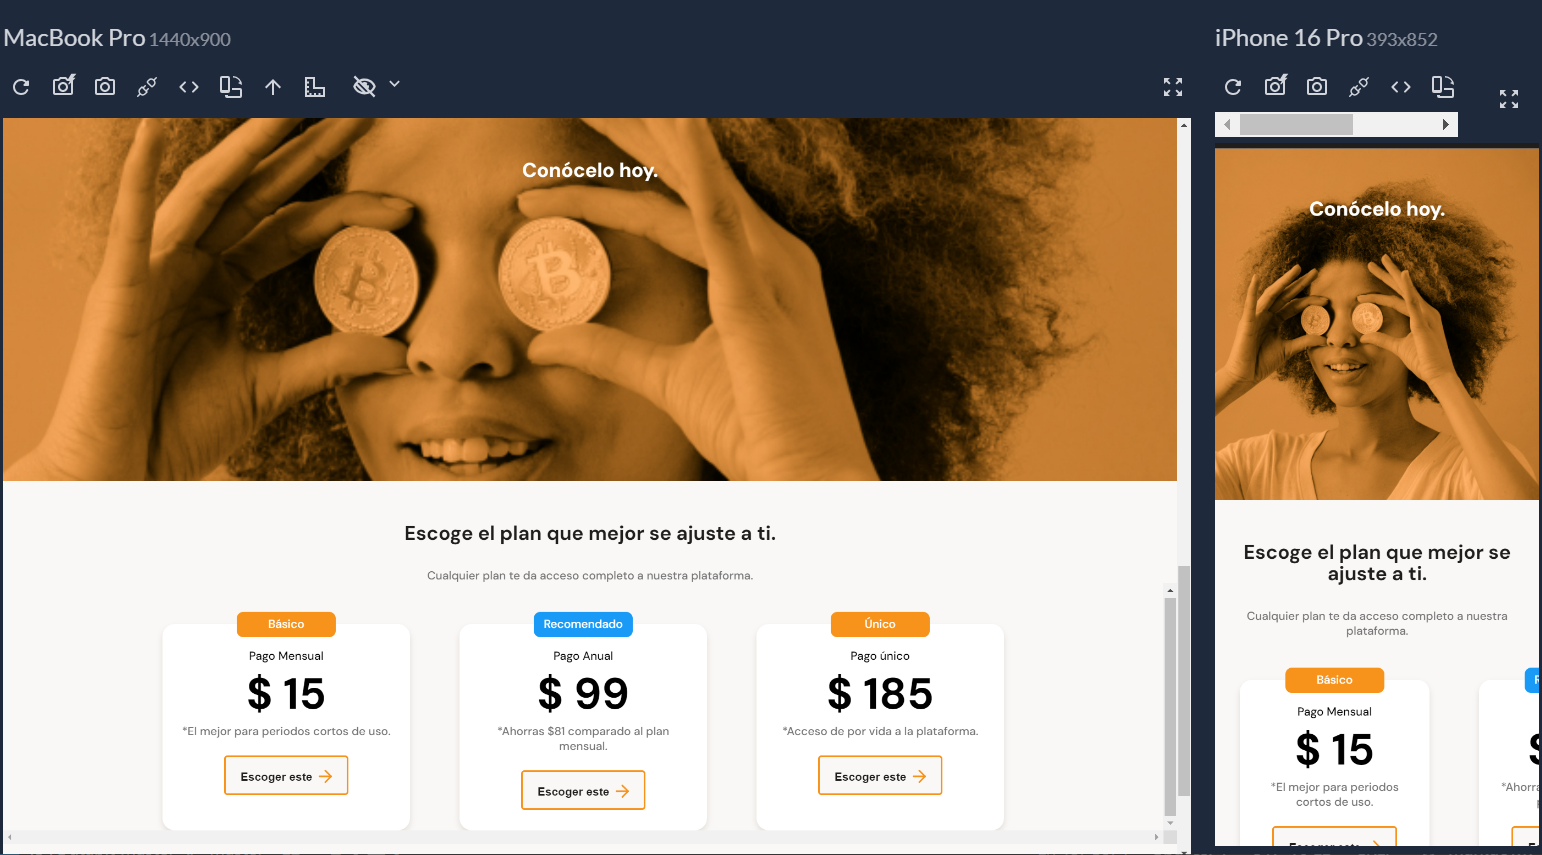 MacBook Pro 1440x900
iPhone 16 Pro 393x852
Conócelo hoy.
Escoge el plan que mejor se ajuste a ti.
Cualquier plan te da acceso completo a nuestra plataforma.
Básico
Pago Mensual
$ 15
*El mejor para periodos cortos de uso.
Escoger este
Recomendado
Pago Anual
$ 99
*Ahorras $81 comparado al plan
mensual.
Escoger este
Único
Pago único
$ 185
*Acceso de por vida a la plataforma.
Escoger este
Conócelo hoy.
Escoge el plan que mejor se
ajuste a ti.
Cualquier plan te da acceso completo a nuestra
plataforma.
Básico
Pago Mensual
$ 15
*El mejor para periodos
cortos de uso.